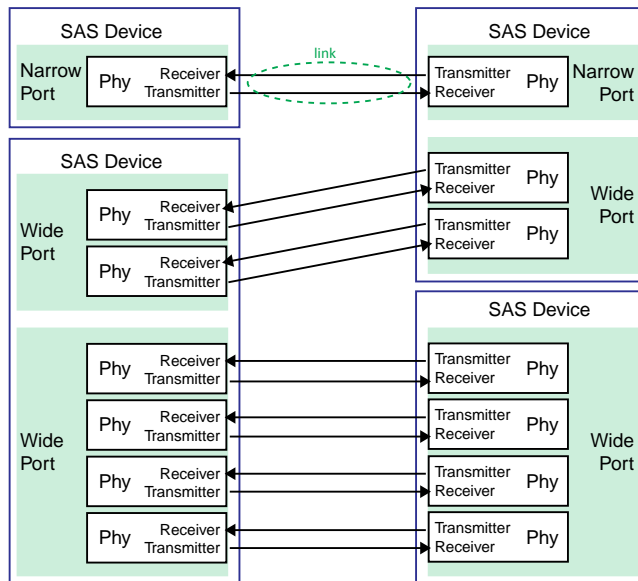 SAS Device
Narrow Port
Phy
Receiver
Transmitter
link
SAS Device
Transmitter
Receiver
Phy
Narrow Port
SAS Device
Wide Port
Phy
Receiver
Transmitter
Phy
Receiver
Transmitter
Transmitter
Receiver
Phy
Transmitter
Receiver
Phy
Wide Port
Wide Port
Phy
Receiver
Transmitter
Phy
Receiver
Transmitter
Phy
Receiver
Transmitter
Phy
Receiver
Transmitter
SAS Device
Transmitter
Receiver
Phy
Transmitter
Receiver
Phy
Transmitter
Receiver
Phy
Transmitter
Receiver
Phy
Wide Port